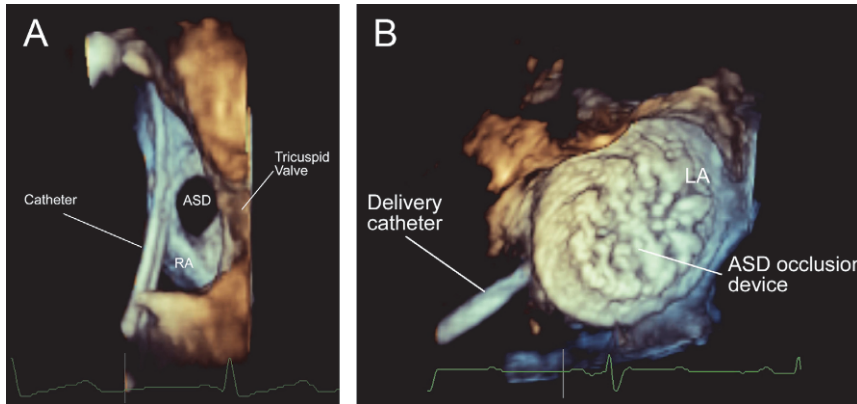 A
Tricuspid
Valve
ASD
Catheter
RA
B
LA
Delivery
catheter
ASD occlusion
device